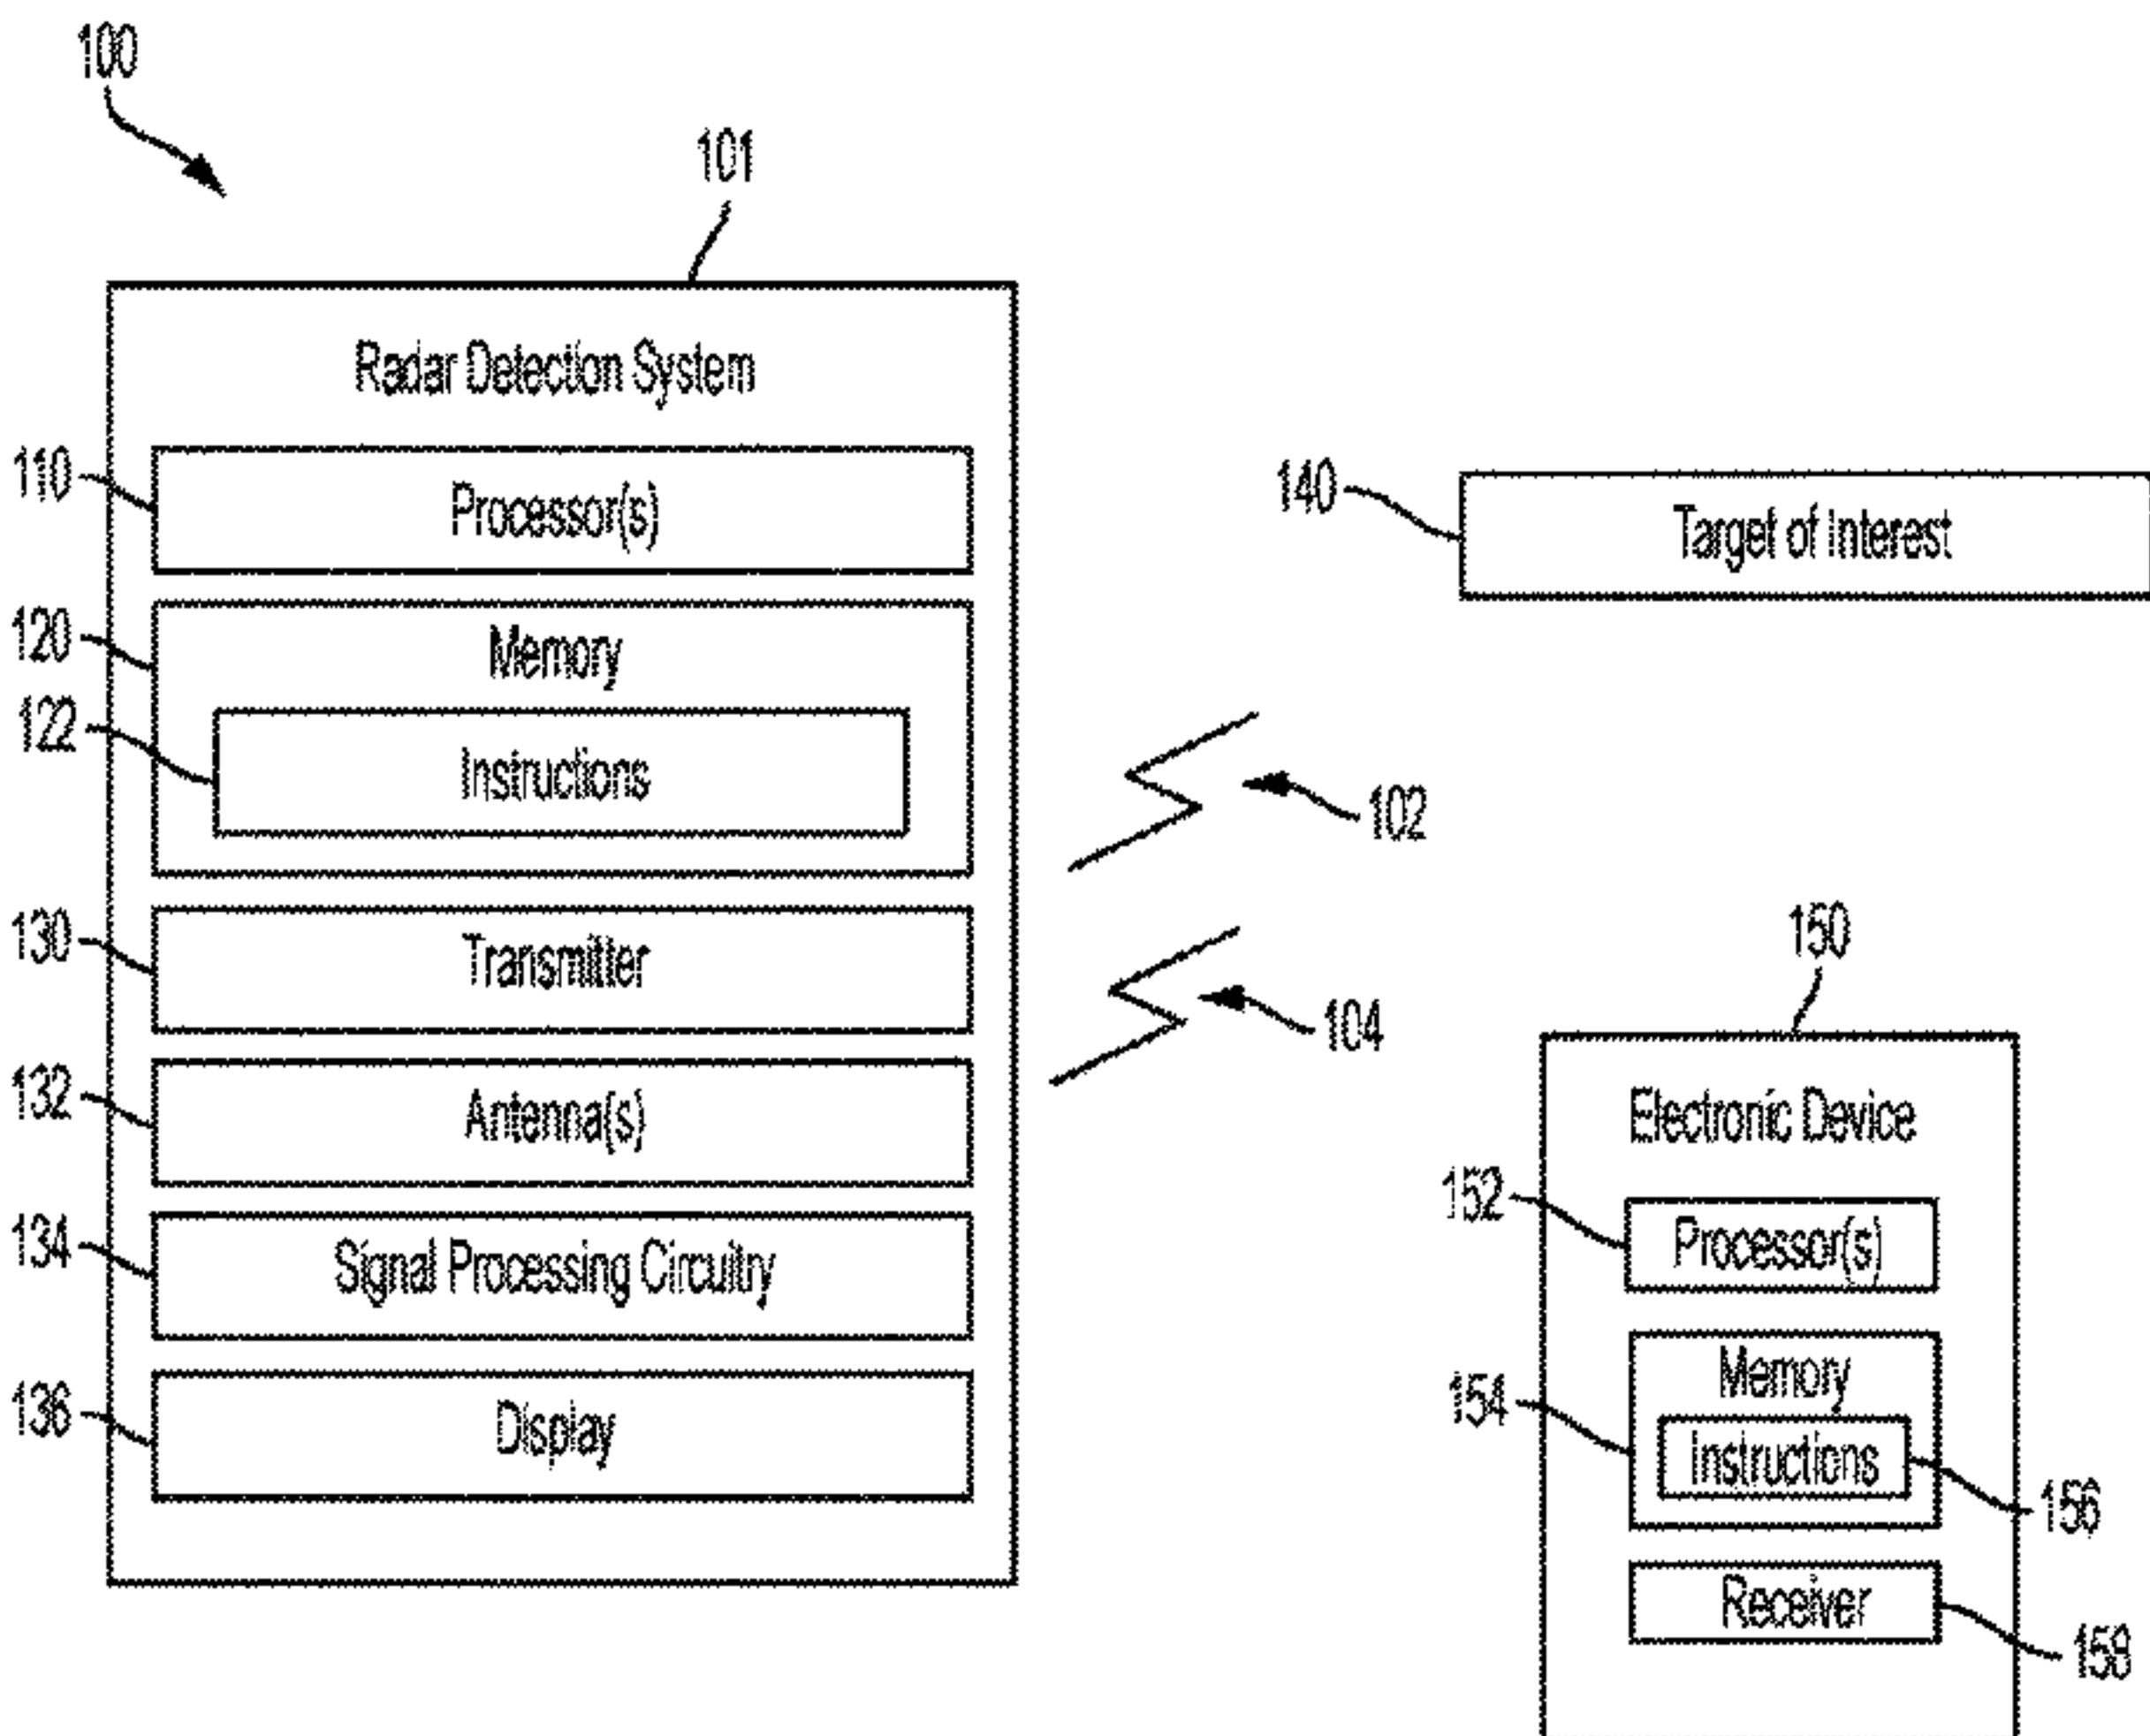 100
101
Radar Detection System
110
Processor(s)
140
Target of Interest
120
Memory
122
Instructions
102
130
Transmitter
150
104
132
Antenna(s)
Electronic Device
152
Processor(s)
134
Signal Processing Circuitry
154
Memory
136
Display
Instructions
156
Receiver
158